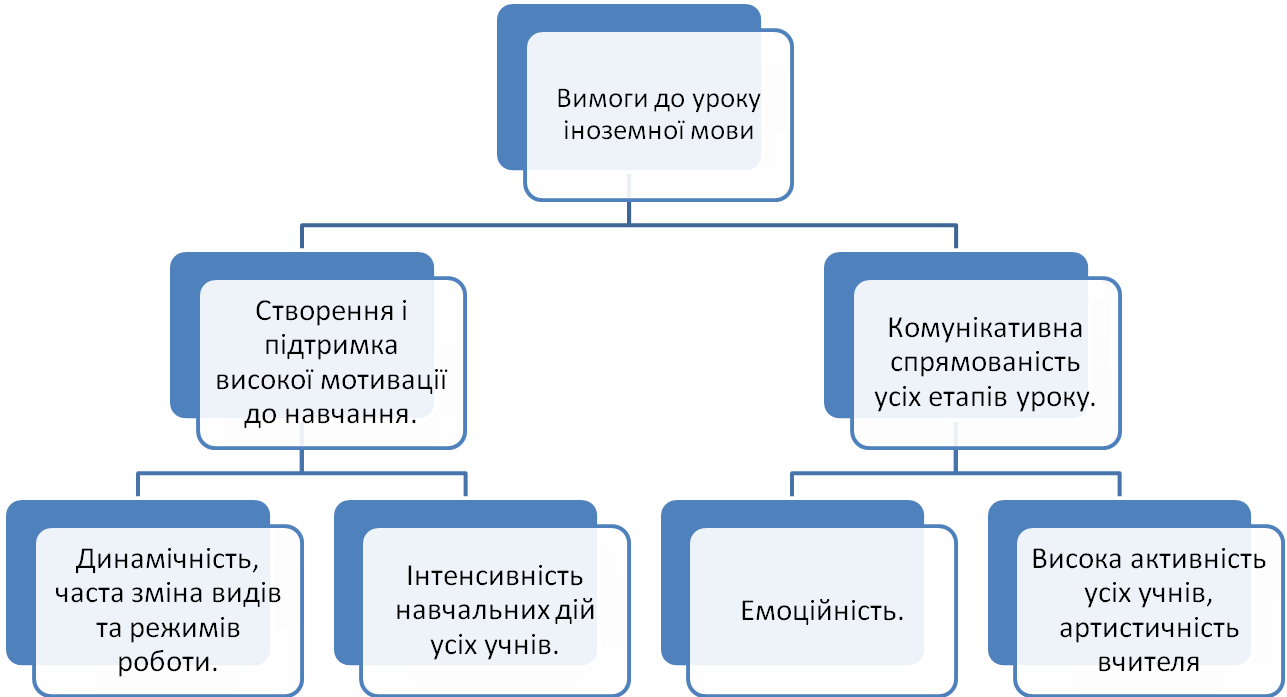 Вимоги до уроку
іноземної мови
Створення і
підтримка
високої мотивації
до навчання.
Комунікативна
спрямованість
усіх етапів уроку.
Динамічність,
часта зміна видів
та режимів
роботи.
Інтенсивність
навчальних дій
усіх учнів.
Емоційність.
Висока активність
усіх учнів,
артистичність
вчителя